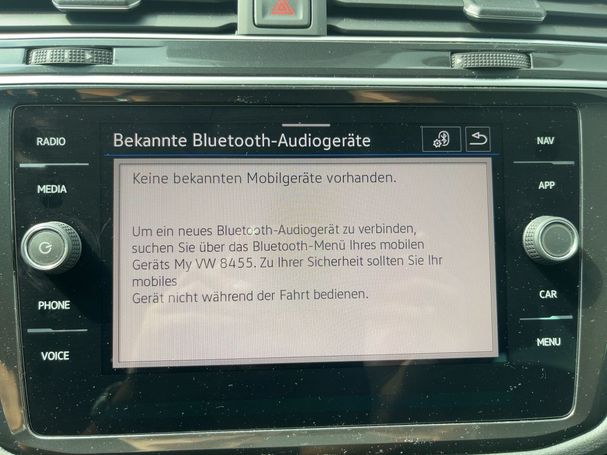 RADIO
MEDIA
PHONE
VOICE
Bekannte Bluetooth-Audiogeräte
Keine bekannten Mobilgeräte vorhanden.
Um ein neues Bluetooth-Audiogerät zu verbinden,
suchen Sie über das Bluetooth-Menü Ihres mobilen
Geräts My VW 8455. Zu Ihrer Sicherheit sollten Sie Ihr
mobiles
Gerät nicht während der Fahrt bedienen.
NAV
APP
CAR
MENU